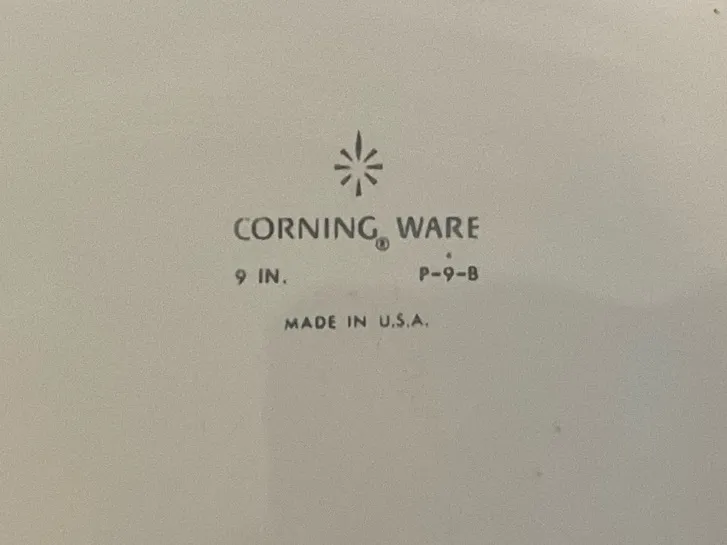 CORNING® WARE
9 IN. P-9-B
MADE IN U.S.A.